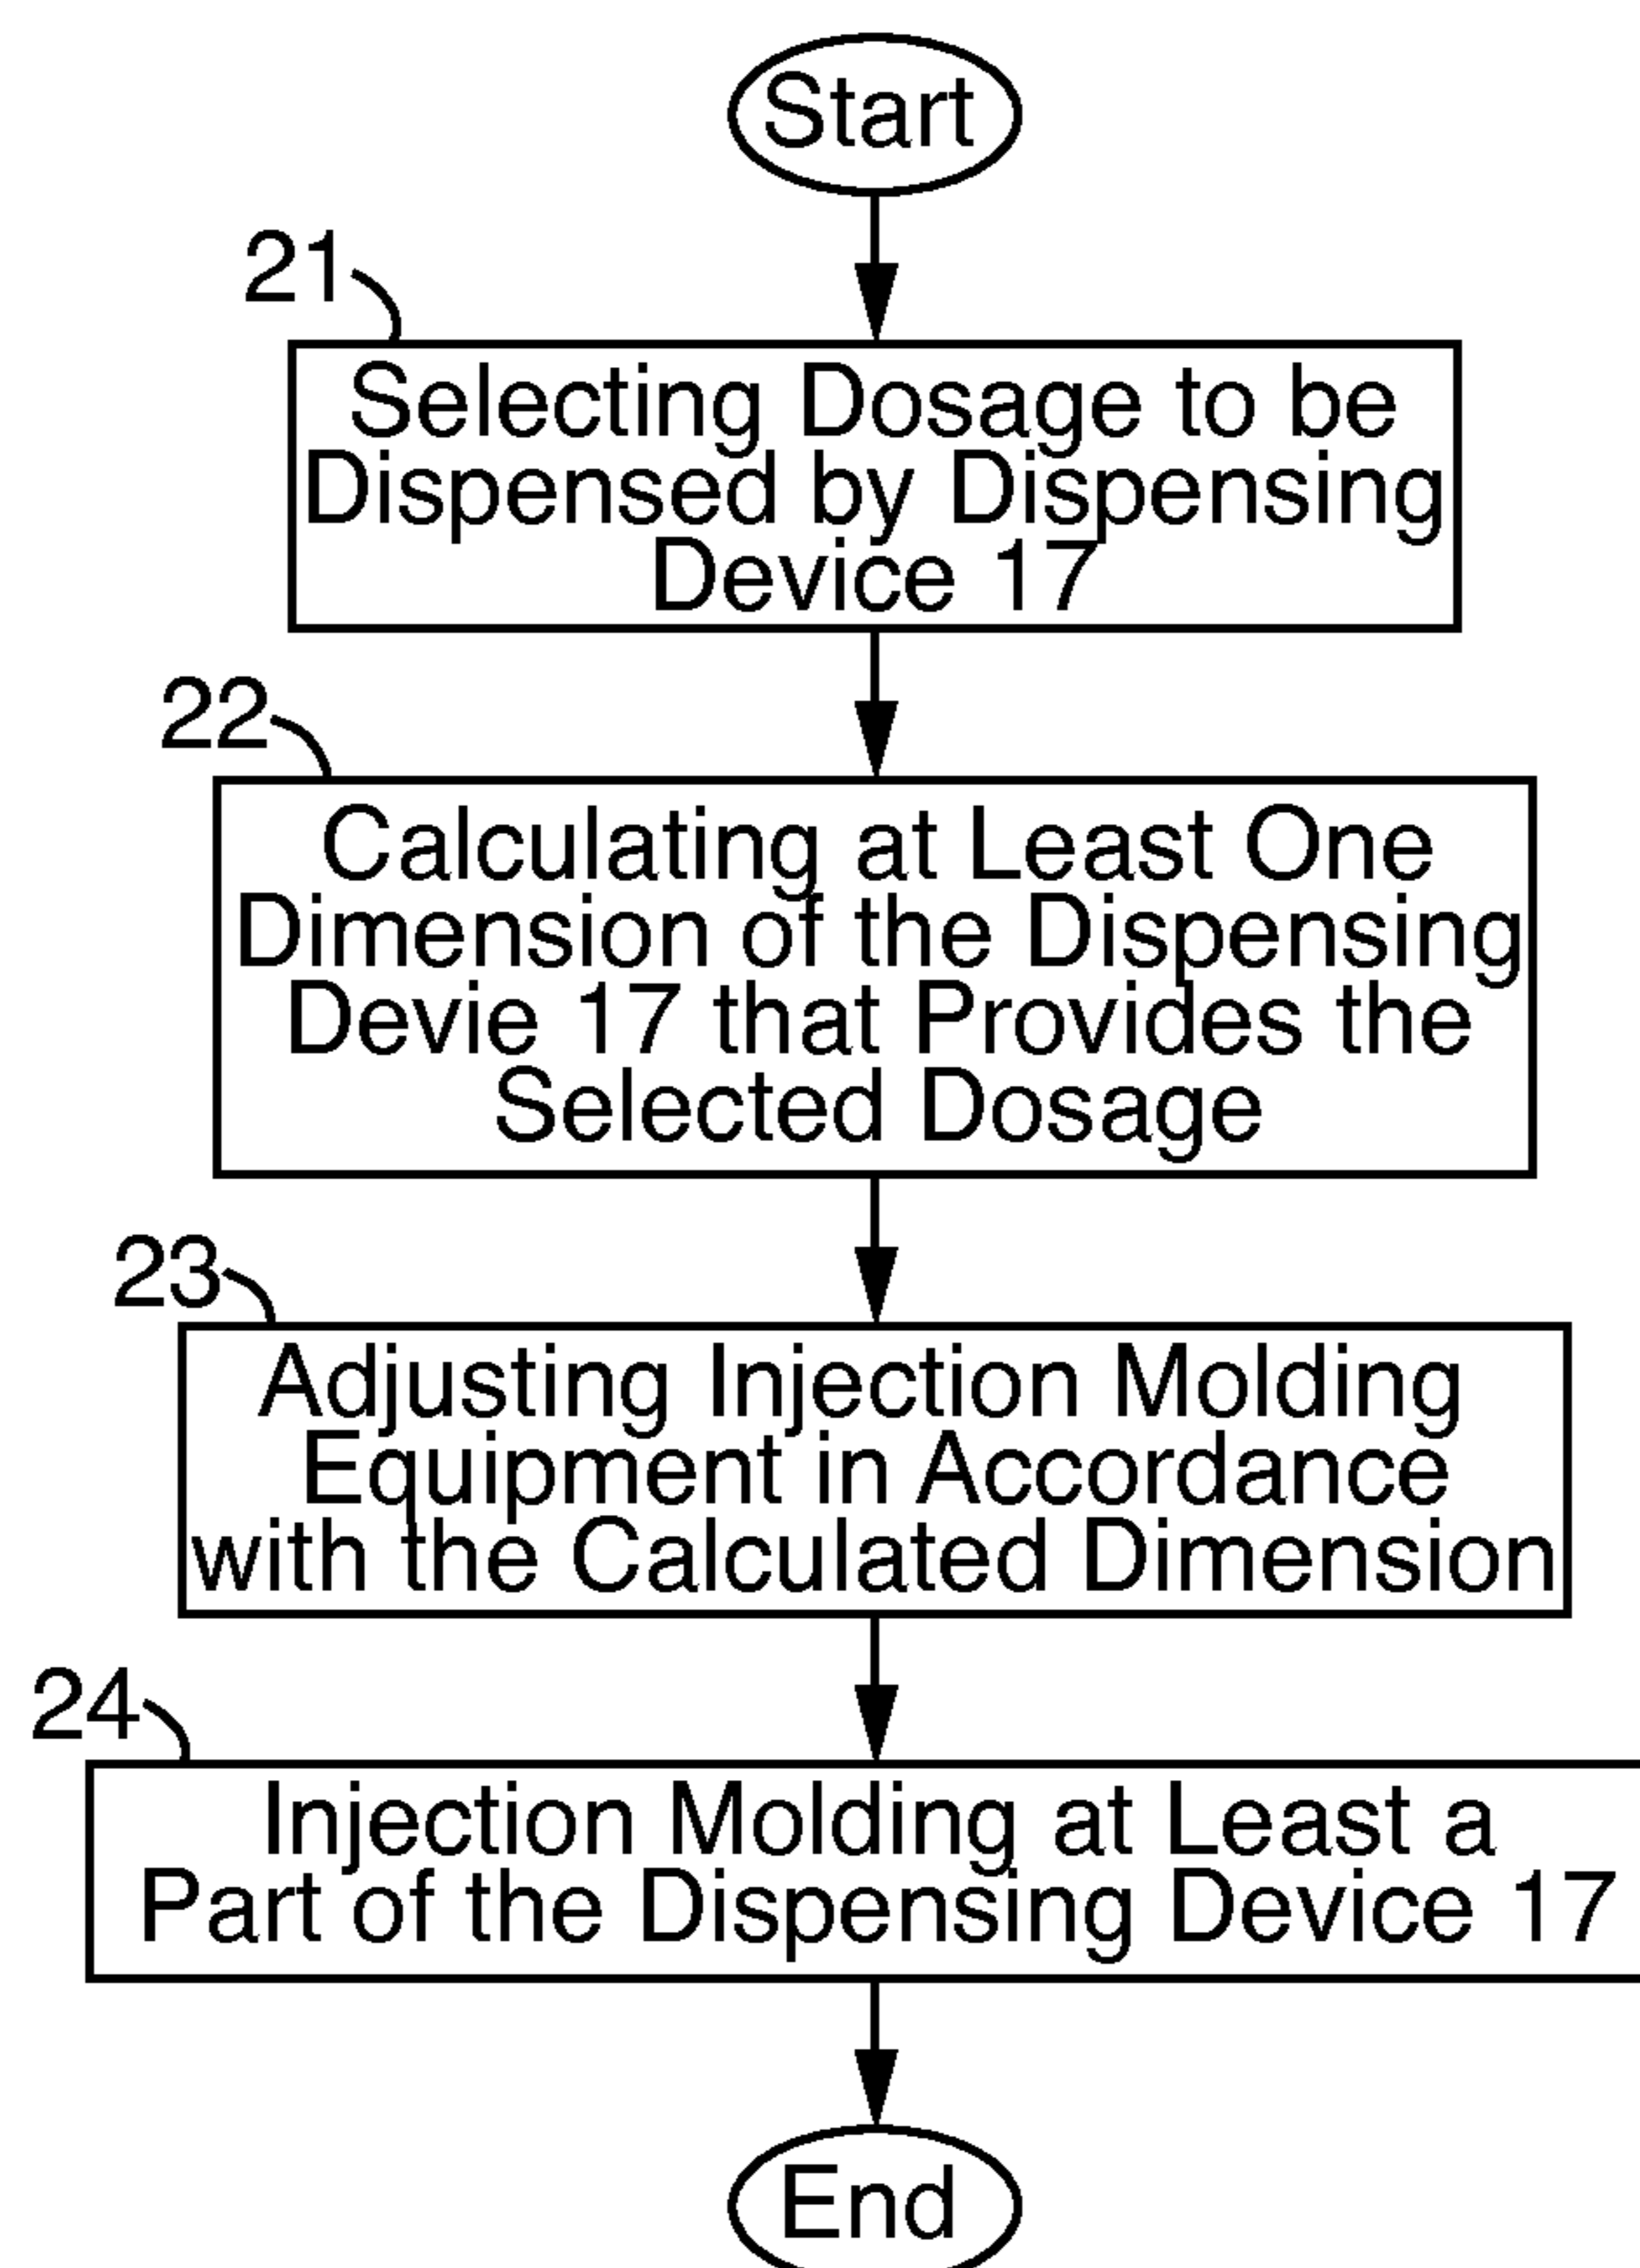 Start
21
Selecting Dosage to be
Dispensed by Dispensing
Device 17
22
Calculating at Least One
Dimension of the Dispensing
Devie 17 that Provides the
Selected Dosage
23
Adjusting Injection Molding
Equipment in Accordance
with the Calculated Dimension
24
Injection Molding at Least a
Part of the Dispensing Device 17
End